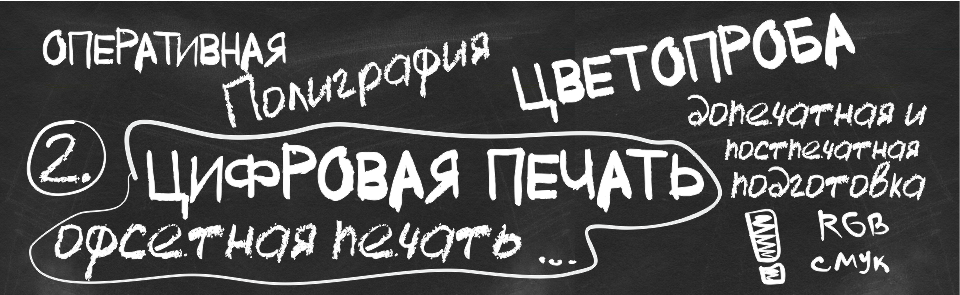 ОПЕРАТИВНАЯ
Полиграфия
ЦВЕТОПРОБА
допечатная и
постпечатная
подготовка
2.
ЦИФРОВАЯ ПЕЧАТЬ
офсетная печать ...
!
RGB
CMYK